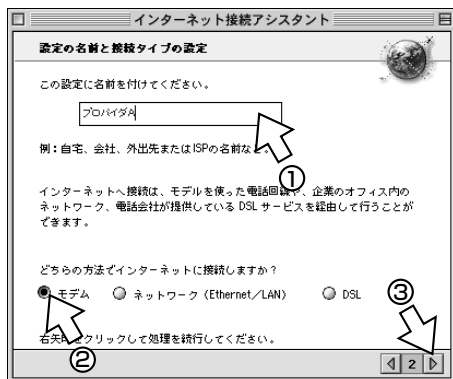 インターネット接続アシスタント
設定の名前と接続タイプの設定
この設定に名前を付けてください。
プロバイダA
例：自宅、会社、外出先またはISPの名前など。
①
インターネットへ接続は、モデルを使った電話回線や、企業のオフィス内の
ネットワーク、電話会社が提供している DSL サービスを経由して行うことが
できます。
どちらの方法でインターネットに接続しますか？
モデム ネットワーク（Ethernet／LAN） DSL
③
右矢印をクリックして処理を続行してください。
②
2